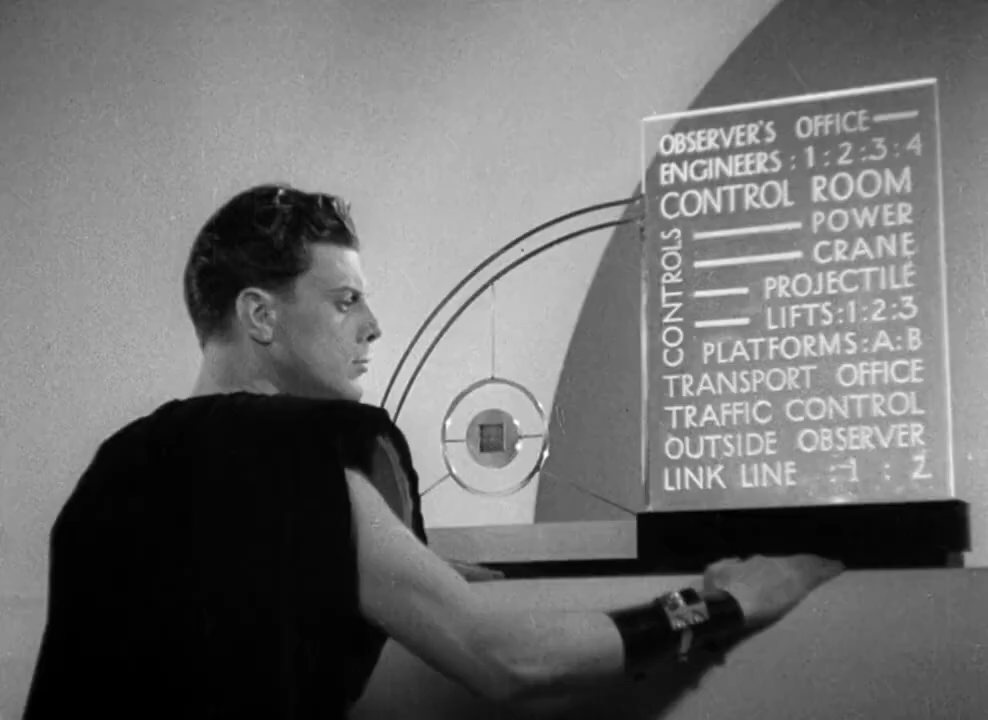 OBSERVER'S OFFICE
ENGINEERS : 1 : 2 : 3 : 4
CONTROL ROOM
CONTROLS
POWER
CRANE
PROJECTILE
LIFTS : 1 : 2 : 3
PLATFORMS : A : B
TRANSPORT OFFICE
TRAFFIC CONTROL
OUTSIDE OBSERVER
LINK LINE : 1 : 2